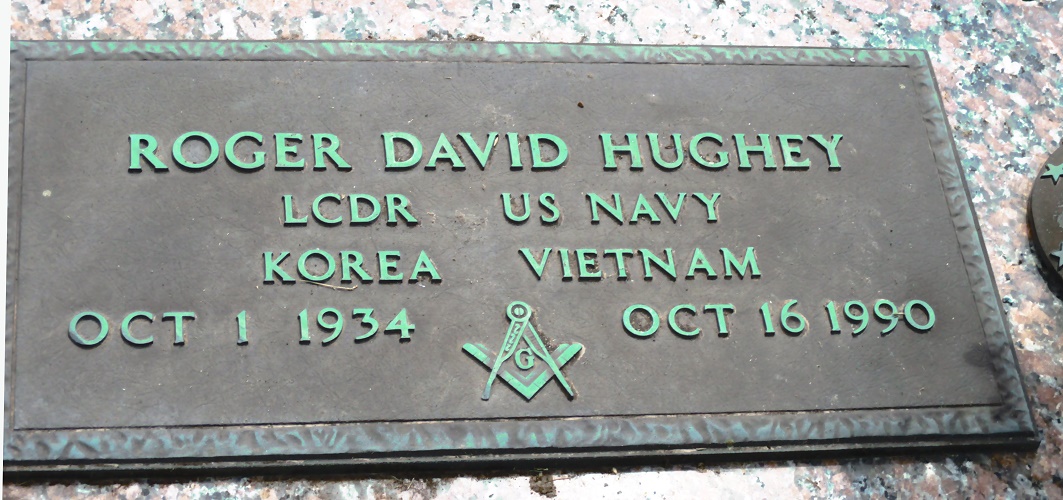 ROGER DAVID HUGHEY
LCDR US NAVY
KOREA VIETNAM
OCT 1 1934 OCT 16 1990
G